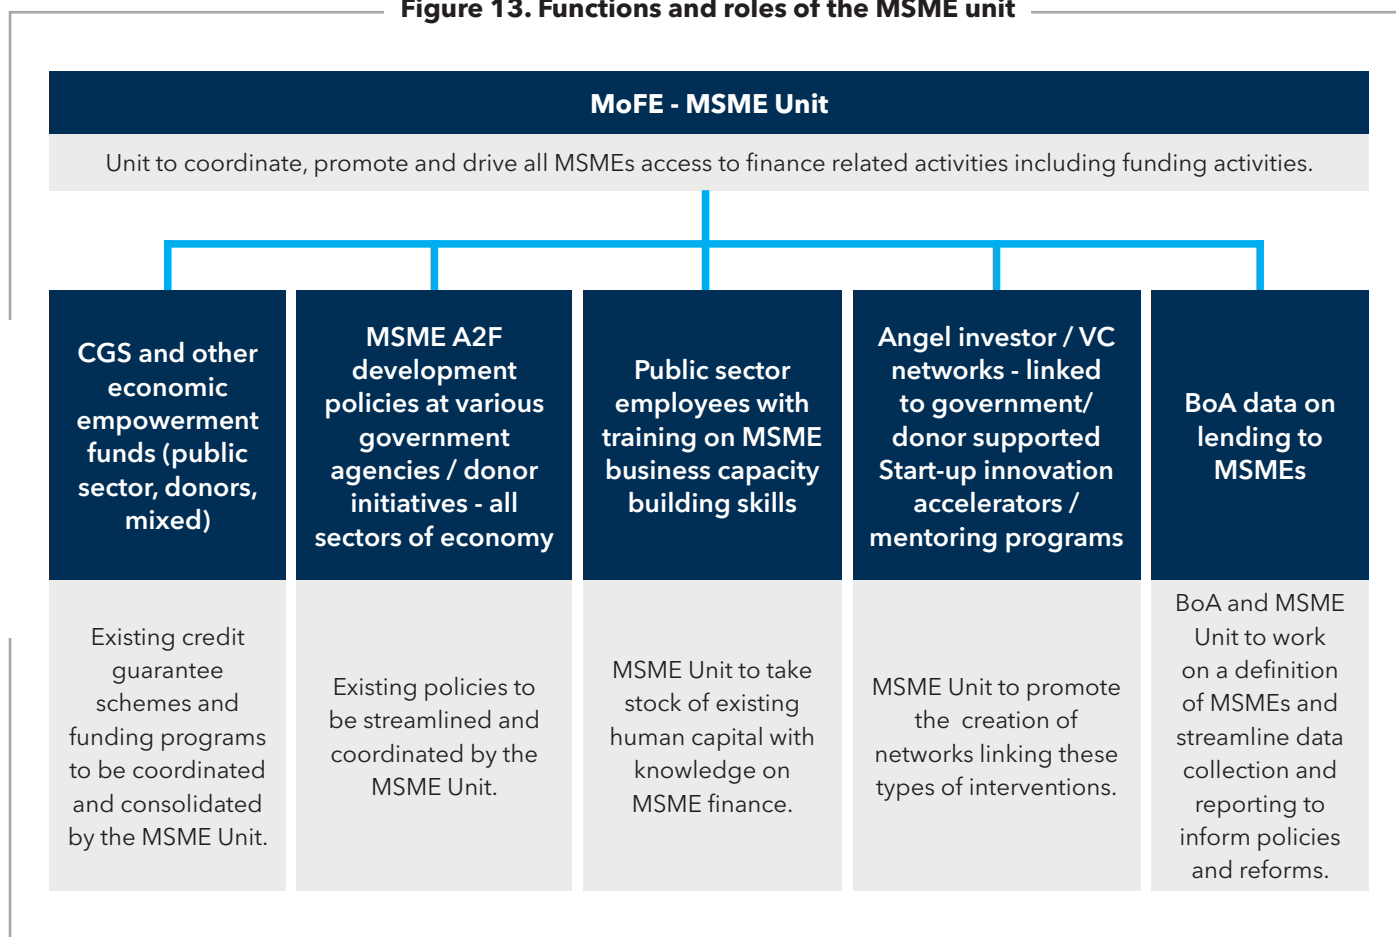 Figure 13. Functions and roles of the MSME unit
MoFE - MSME Unit
Unit to coordinate, promote and drive all MSMEs access to finance related activities including funding activities.
CGS and other
economic
empowerment
funds (public
sector, donors,
mixed)
Existing credit
guarantee
schemes and
funding programs
to be coordinated
and consolidated
by the MSME Unit.
MSME A2F
development
policies at various
government
agencies / donor
initiatives - all
sectors of economy
Existing policies to
be streamlined and
coordinated by the
MSME Unit.
Public sector
employees with
training on MSME
business capacity
building skills
MSME Unit to take
stock of existing
human capital with
knowledge on
MSME finance.
Angel investor / VC
networks - linked
to government/
donor supported
Start-up innovation
accelerators /
mentoring programs
MSME Unit to promote
the creation of
networks linking these
types of interventions.
BoA data on
lending to
MSMEs
BoA and MSME
Unit to work
on a definition
of MSMEs and
streamline data
collection and
reporting to
inform policies
and reforms.